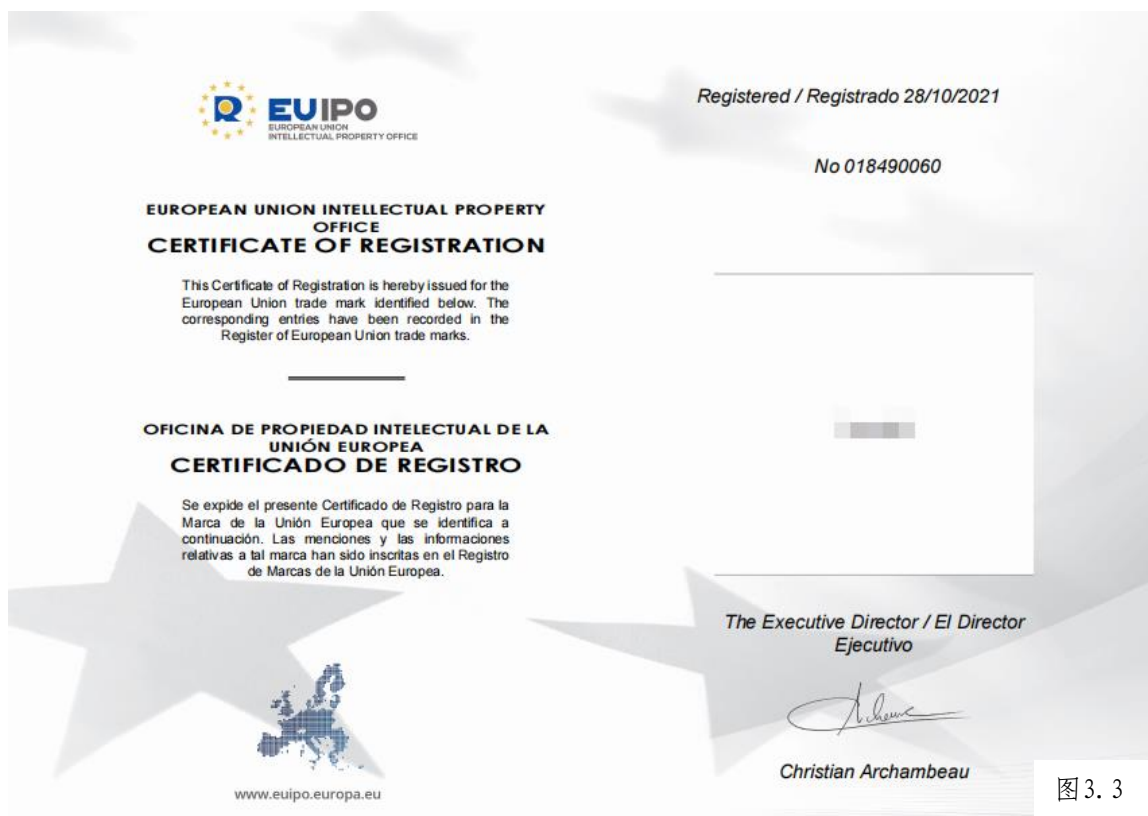 EUIPO
EUROPEAN UNION
INTELLECTUAL PROPERTY OFFICE
EUROPEAN UNION INTELLECTUAL PROPERTY
OFFICE
CERTIFICATE OF REGISTRATION
This Certificate of Registration is hereby issued for the
European Union trade mark identified below. The
corresponding entries have been recorded in the
Register of European Union trade marks.
OFICINA DE PROPIEDAD INTELECTUAL DE LA
UNIÓN EUROPEA
CERTIFICADO DE REGISTRO
Se expide el presente Certificado de Registro para la
Marca de la Unión Europea que se identifica a
continuación. Las menciones y las informaciones
relativas a tal marca han sido inscritas en el Registro
de Marcas de la Unión Europea.
www.euipo.europa.eu
Registered / Registrado 28/10/2021
No 018490060
The Executive Director / El Director
Ejecutivo
Christian Archambeau
图3.3